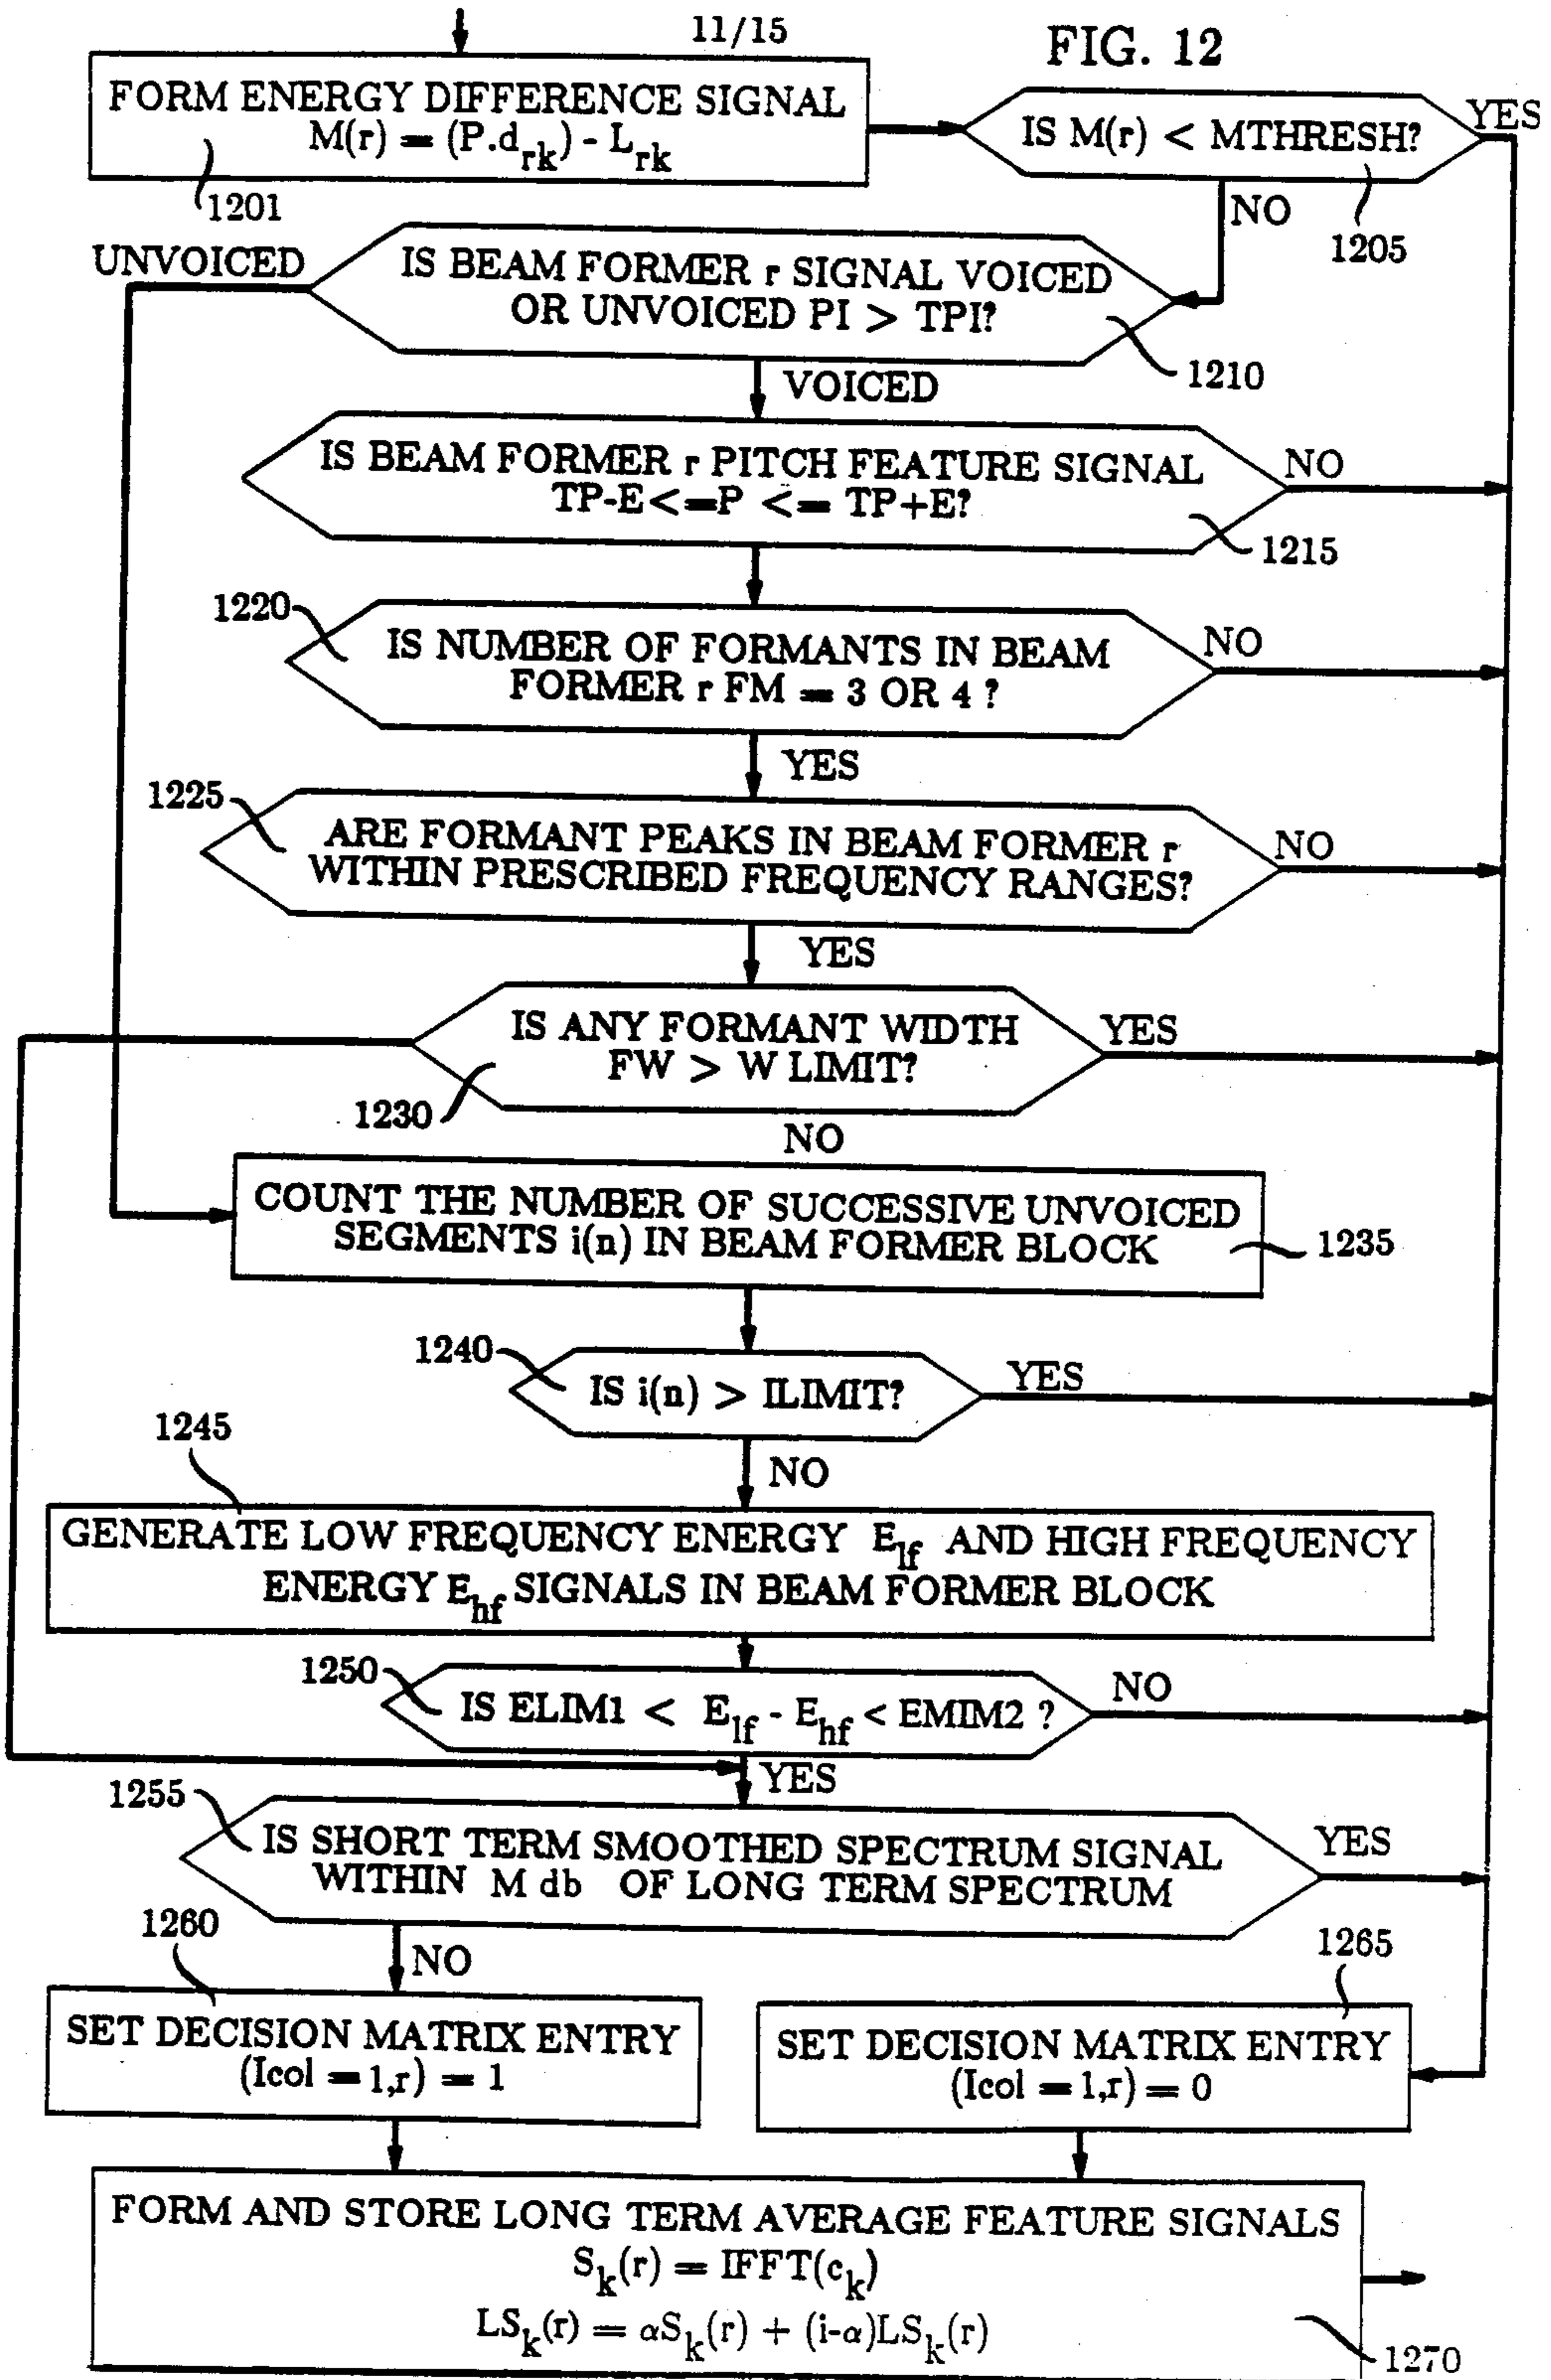 11/15
FIG. 12
FORM ENERGY DIFFERENCE SIGNAL
M(r) = (P.d_rk) - L_rk
1201
IS M(r) < MTHRESH?
YES
1205
NO
UNVOICED
IS BEAM FORMER r SIGNAL VOICED
OR UNVOICED PI > TPI?
1210
VOICED
IS BEAM FORMER r PITCH FEATURE SIGNAL
TP-E<=P <= TP+E?
NO
1215
1220
IS NUMBER OF FORMANTS IN BEAM
FORMER r FM = 3 OR 4 ?
NO
YES
1225
ARE FORMANT PEAKS IN BEAM FORMER r
WITHIN PRESCRIBED FREQUENCY RANGES?
NO
YES
IS ANY FORMANT WIDTH
FW > W LIMIT?
YES
1230
NO
COUNT THE NUMBER OF SUCCESSIVE UNVOICED
SEGMENTS i(n) IN BEAM FORMER BLOCK
1235
1240
IS i(n) > ILIMIT?
YES
1245
NO
GENERATE LOW FREQUENCY ENERGY E_lf AND HIGH FREQUENCY
ENERGY E_hf SIGNALS IN BEAM FORMER BLOCK
1250
IS ELIM1 < E_lf - E_hf < EMIM2 ?
NO
YES
1255
IS SHORT TERM SMOOTHED SPECTRUM SIGNAL
WITHIN M db OF LONG TERM SPECTRUM
YES
1260
NO
1265
SET DECISION MATRIX ENTRY
(Icol = 1,r) = 1
SET DECISION MATRIX ENTRY
(Icol = 1,r) = 0
FORM AND STORE LONG TERM AVERAGE FEATURE SIGNALS
S_k(r) = IFFT(c_k)
LS_k(r) = αS_k(r) + (i-α)LS_k(r)
1270